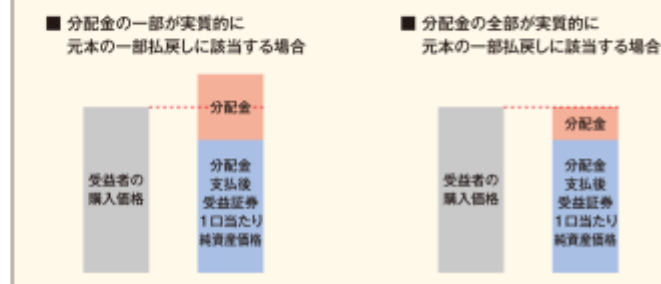 ■ 分配金の一部が実質的に
元本の一部払戻しに該当する場合
分配金
受益者の
購入価格
分配金
支払後
受益証券
1口当たり
純資産価格
■ 分配金の全部が実質的に
元本の一部払戻しに該当する場合
分配金
受益者の
購入価格
分配金
支払後
受益証券
1口当たり
純資産価格